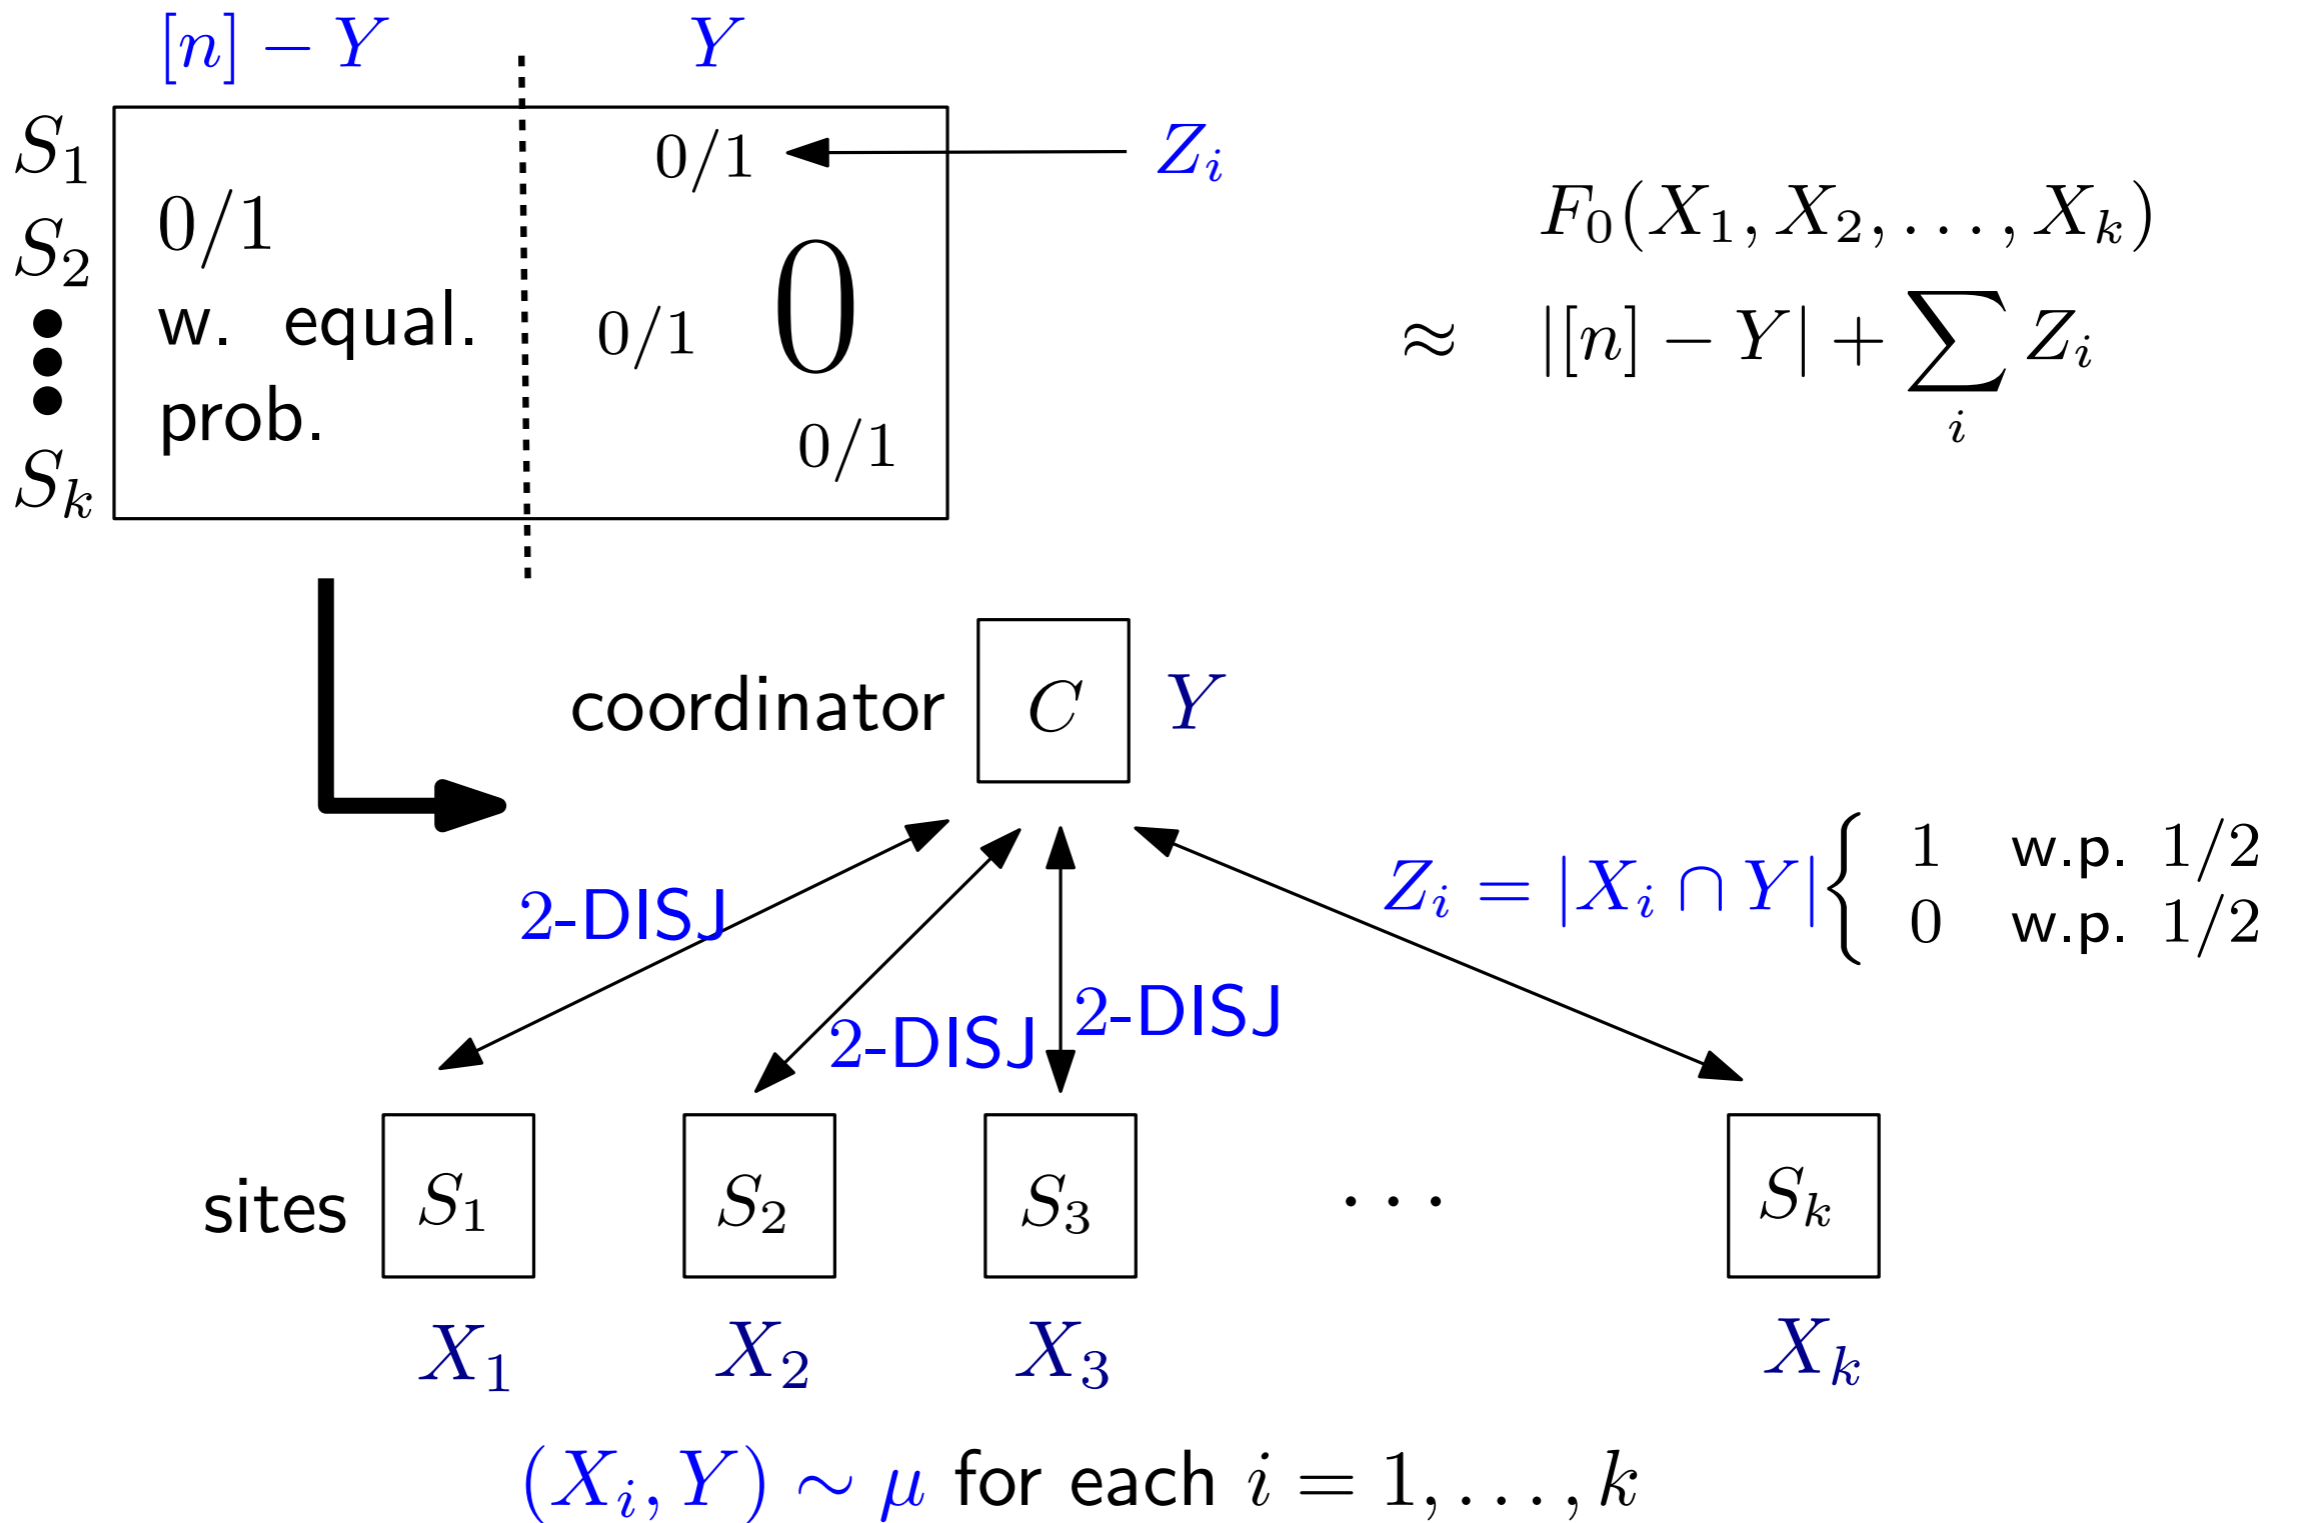 [n] − Y
Y
S₁
S₂
Sₖ
0/1
w. equal.
prob.
0/1
0/1
0
0/1
Zᵢ
F₀(X₁, X₂, . . . , Xₖ)
≈ |[n] − Y| + ∑ᵢ Zᵢ
coordinator
C
Y
2-DISJ
2-DISJ
2-DISJ
Zᵢ = |Xᵢ ∩ Y| {
1 w.p. 1/2
0 w.p. 1/2
sites
S₁
S₂
S₃
· · ·
Sₖ
X₁
X₂
X₃
Xₖ
(Xᵢ, Y) ∼ μ for each i = 1, . . . , k